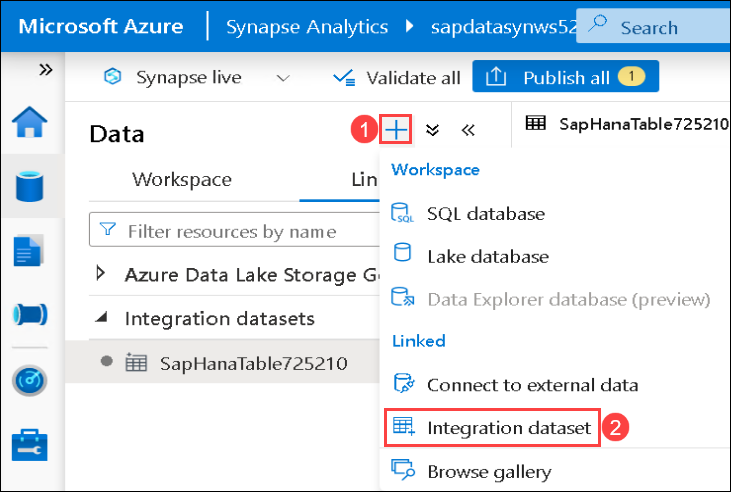 Microsoft Azure | Synapse Analytics sapdatasynws52 Search
Synapse live Validate all Publish all 1
Data 1 SapHanaTable725210
Workspace Lin
Filter resources by name
Azure Data Lake Storage Ge
Integration datasets
SapHanaTable725210
Workspace
SQL database
Lake database
Data Explorer database (preview)
Linked
Connect to external data
Integration dataset 2
Browse gallery